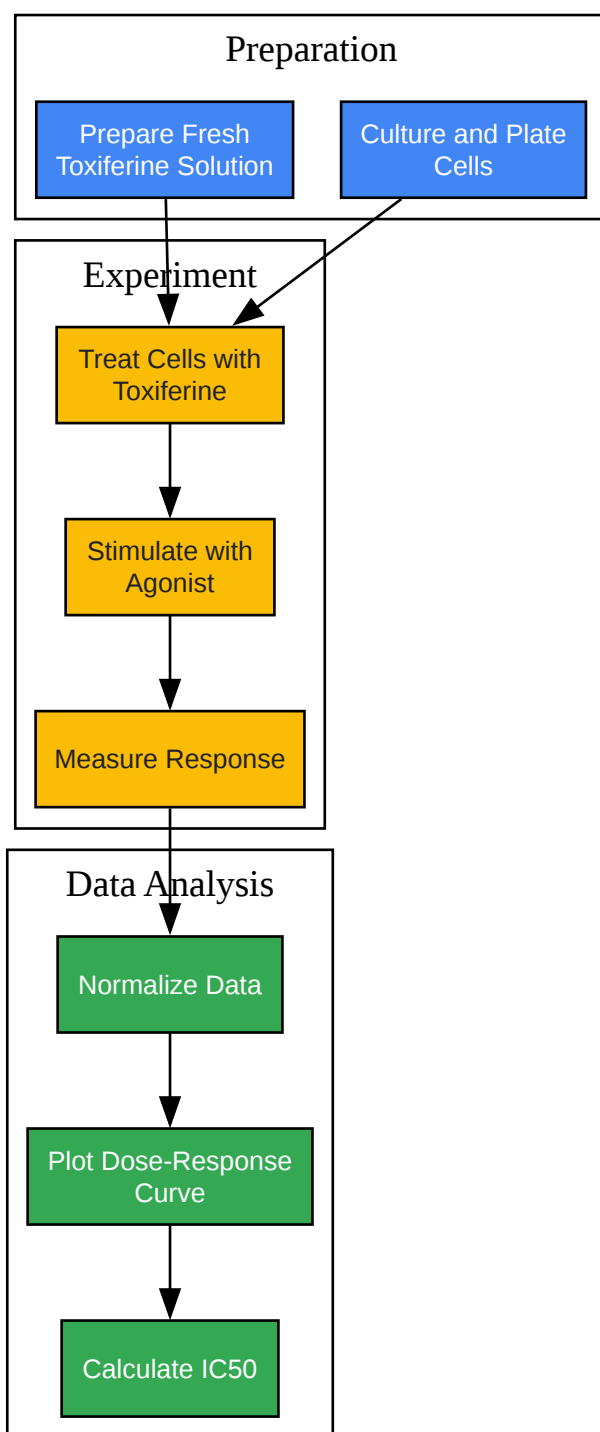 Preparation
Prepare Fresh
Toxiferine Solution
Culture and Plate
Cells
Experiment
Treat Cells with
Toxiferine
Stimulate with
Agonist
Measure Response
Data Analysis
Normalize Data
Plot Dose-Response
Curve
Calculate IC50